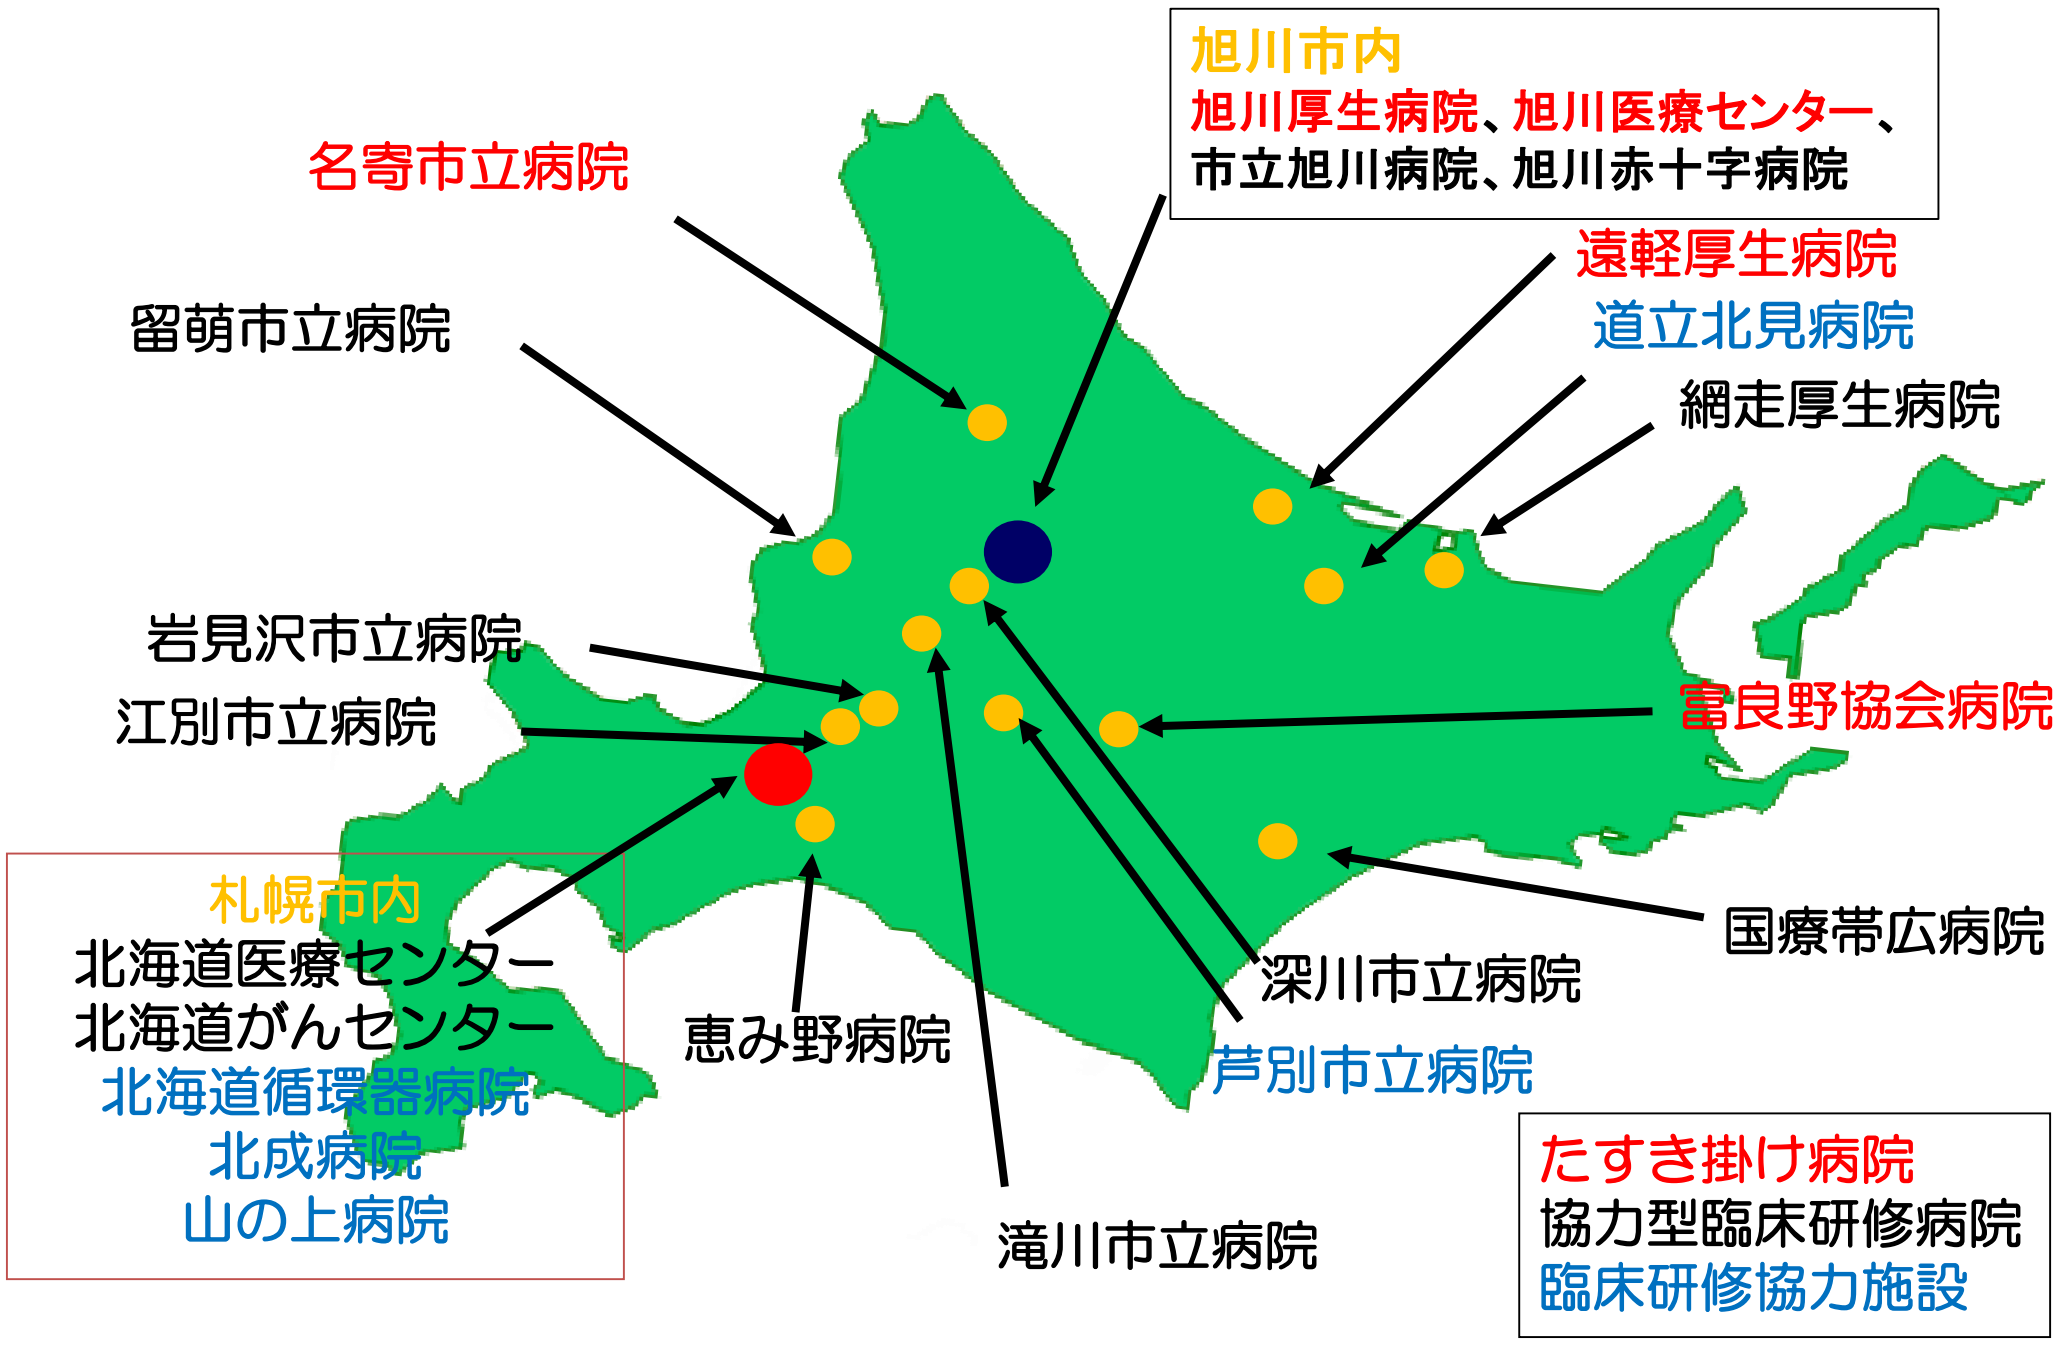 旭川市内
旭川厚生病院、旭川医療センター、
市立旭川病院、旭川赤十字病院
名寄市立病院
遠軽厚生病院
留萌市立病院
道立北見病院
網走厚生病院
岩見沢市立病院
江別市立病院
富良野協会病院
札幌市内
北海道医療センター
北海道がんセンター
北海道循環器病院
北成病院
山の上病院
国療帯広病院
深川市立病院
恵み野病院
芦別市立病院
滝川市立病院
たすき掛け病院
協力型臨床研修病院
臨床研修協力施設